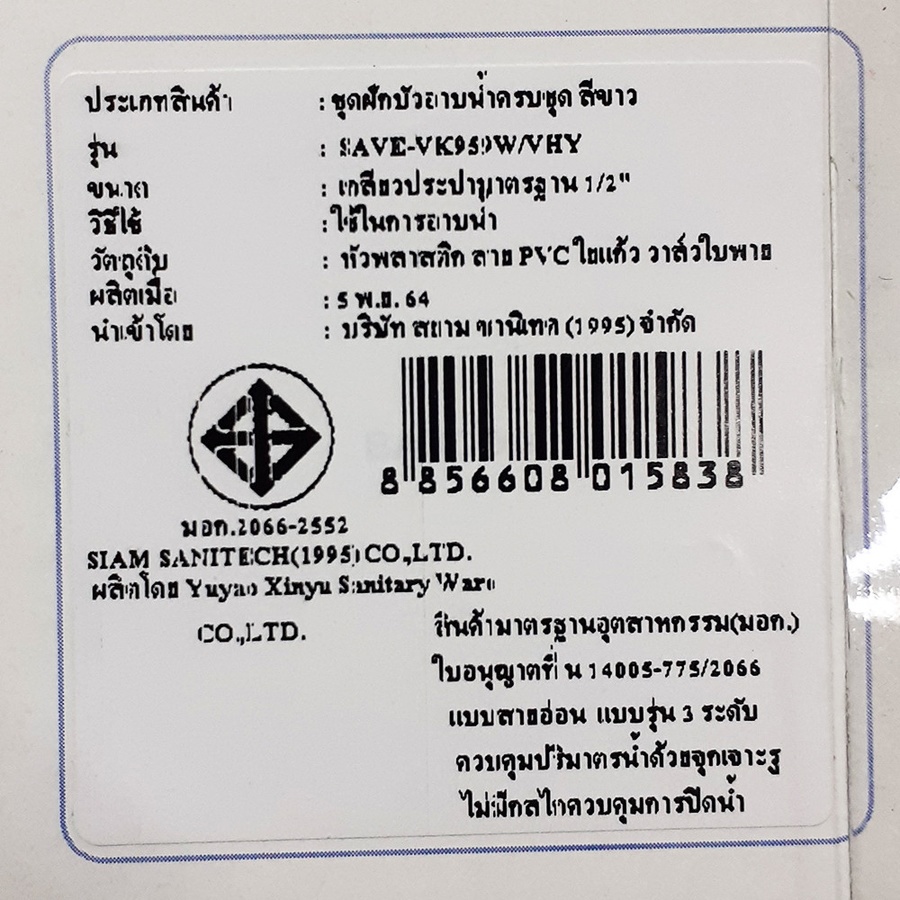 ประเภทสินค้า : ชุดฝักบัวอาบน้ำครบชุด สีขาว
รุ่น : SAVE-VK959W/VHY
ขนาด : เกลียวประปามาตรฐาน 1/2"
วิธีใช้ : ใช้ในการอาบน้ำ
วัตถุดิบ : หัวพลาสติก สาย PVC ใยแก้ว วาล์วใบพาย
ผลิตเมื่อ : 5 พ.ย. 64
นำเข้าโดย : บริษัท สยาม ซานิเทค (1995) จำกัด
8 856608 015838
มอก.2066-2552
SIAM SANITECH(1995) CO.,LTD.
ผลิตโดย Yuyao Xinyu Sanitary Ware
CO.,LTD.
สินค้ามาตรฐานอุตสาหกรรม(มอก.)
ใบอนุญาตที่ น 14005-775/2066
แบบสายอ่อน แบบรุ่น 3 ระดับ
ควบคุมปริมาตรน้ำด้วยจุกเจาะรู
ไม่มีกลไกควบคุมการปิดน้ำ